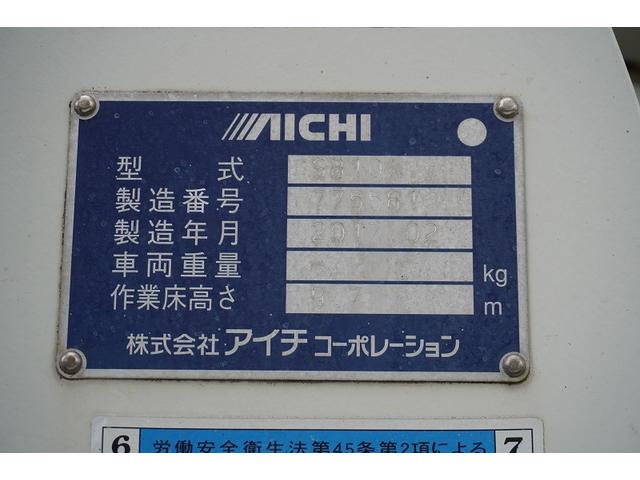 AICHI
型 式
製造番号
製造年月
車両重量 kg
作業床高さ m
株式会社 アイチ コーポレーション
6 労働安全衛生法第45条第2項による 7